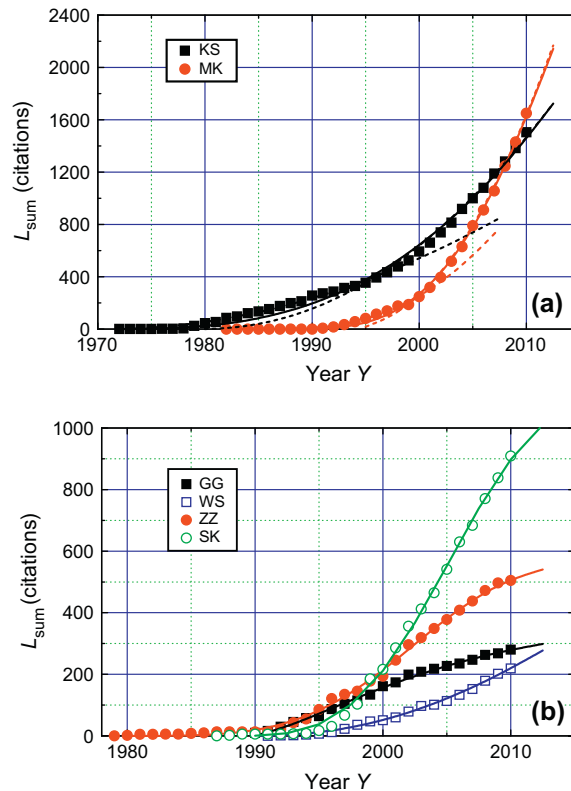 2400
2000
1600
1200
800
400
0
KS
MK
L_sum (citations)
(a)
1970 1980 1990 2000 2010
Year Y
1000
800
600
400
200
0
GG
WS
ZZ
SK
L_sum (citations)
(b)
1980 1990 2000 2010
Year Y